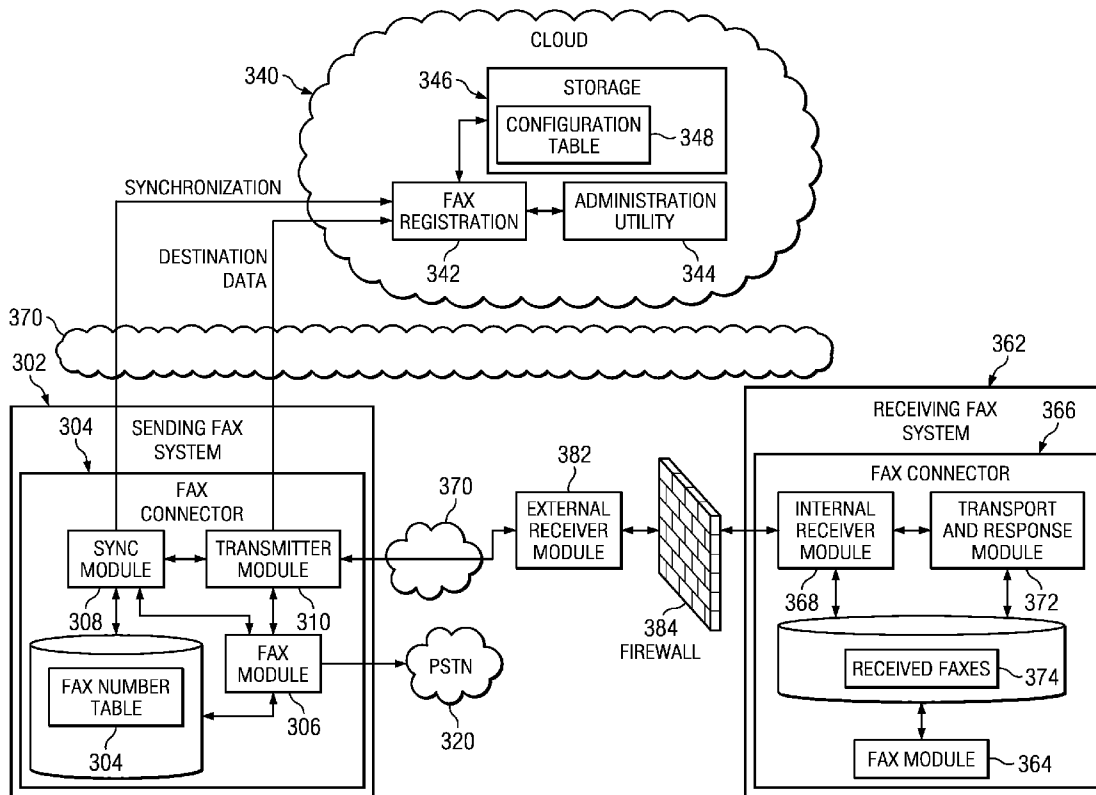 CLOUD
340
346
STORAGE
CONFIGURATION
TABLE
348
SYNCHRONIZATION
FAX
REGISTRATION
ADMINISTRATION
UTILITY
DESTINATION
DATA
342
344
370
302
362
304
SENDING FAX
SYSTEM
RECEIVING FAX
SYSTEM
366
FAX
CONNECTOR
382
370
FAX CONNECTOR
SYNC
MODULE
TRANSMITTER
MODULE
EXTERNAL
RECEIVER
MODULE
INTERNAL
RECEIVER
MODULE
TRANSPORT
AND RESPONSE
MODULE
308
310
368
372
384
FIREWALL
FAX
MODULE
PSTN
RECEIVED FAXES
374
FAX NUMBER
TABLE
304
306
320
FAX MODULE
364